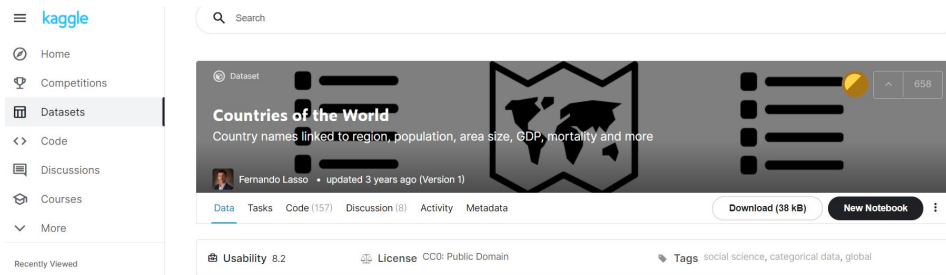 kaggle
Search
Home
Competitions
Datasets
Code
Discussions
Courses
More
Recently Viewed
Dataset
658
Countries of the World
Country names linked to region, population, area size, GDP, mortality and more
Fernando Lasso • updated 3 years ago (Version 1)
Data Tasks Code (157) Discussion (8) Activity Metadata Download (38 kB) New Notebook
Usability 8.2 License CC0: Public Domain Tags social science, categorical data, global